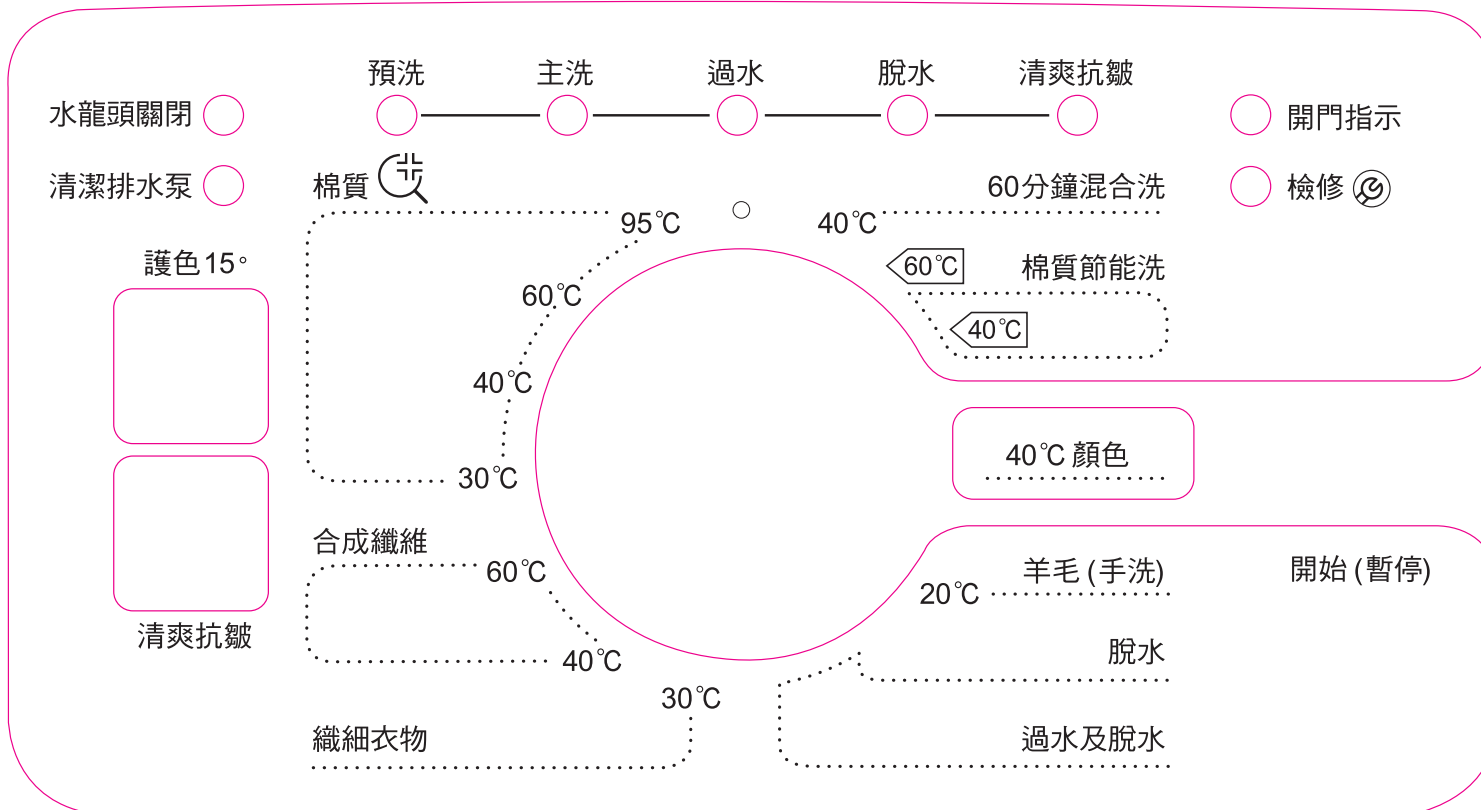 預洗
主洗
過水
脫水
清爽抗皺
水龍頭關閉
開門指示
清潔排水泵
檢修
棉質
95℃
60℃
40℃
30℃
60分鐘混合洗
40℃
60℃
棉質節能洗
40℃
護色15°
40℃ 顏色
清爽抗皺
合成纖維
60℃
40℃
羊毛 (手洗)
20℃
開始 (暫停)
脫水
30℃
纖細衣物
過水及脫水